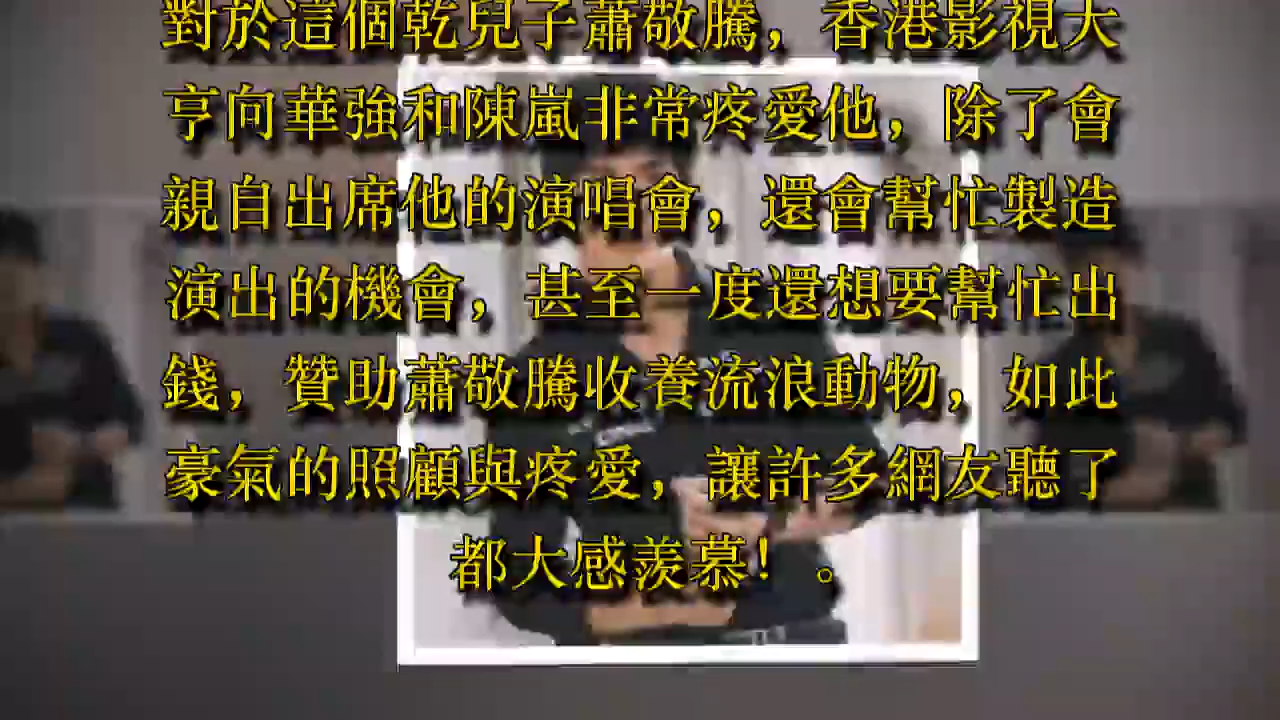 對於這個乾兒子蕭敬騰，香港影視大
亨向華強和陳嵐非常疼愛他，除了會
親自出席他的演唱會，還會幫忙製造
演出的機會，甚至一度還想要幫忙出
錢，贊助蕭敬騰收養流浪動物，如此
豪氣的照顧與疼愛，讓許多網友聽了
都大感羨慕！。